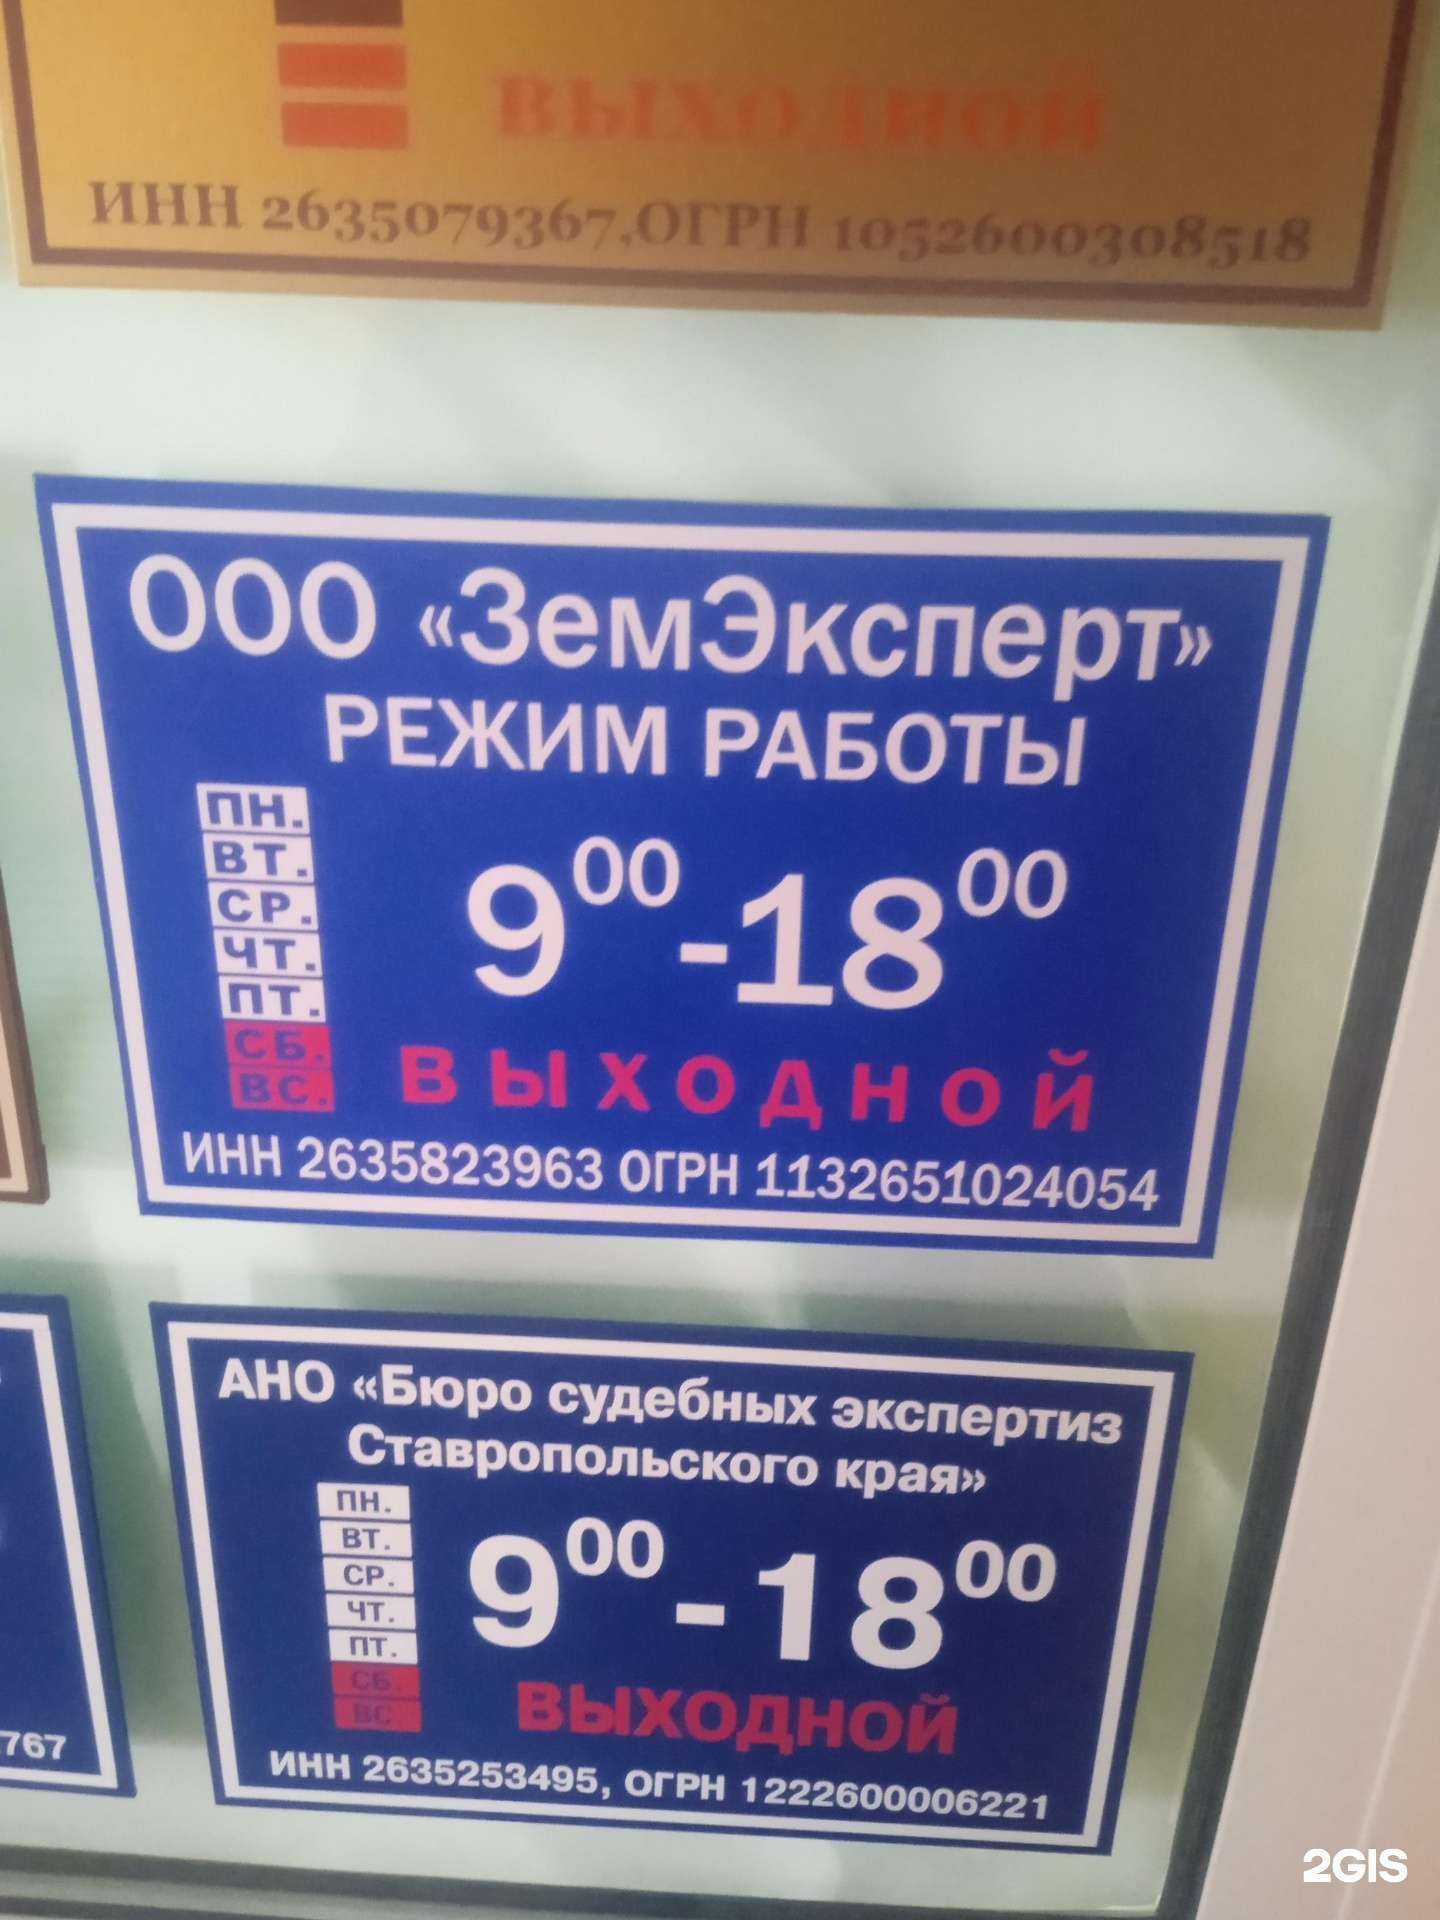 ВЫХОДНОЙ
ИНН 2635079367,ОГРН 1052600308518
ООО «ЗемЭксперт»
РЕЖИМ РАБОТЫ
ПН.
ВТ.
СР.
ЧТ.
ПТ.
9⁰⁰-18⁰⁰
СБ.
ВС.
ВЫХОДНОЙ
ИНН 2635823963 ОГРН 1132651024054
АНО «Бюро судебных экспертиз
Ставропольского края»
ПН.
ВТ.
СР.
ЧТ.
ПТ.
9⁰⁰-18⁰⁰
СБ.
ВС.
ВЫХОДНОЙ
ИНН 2635253495, ОГРН 1222600006221
767
2GIS